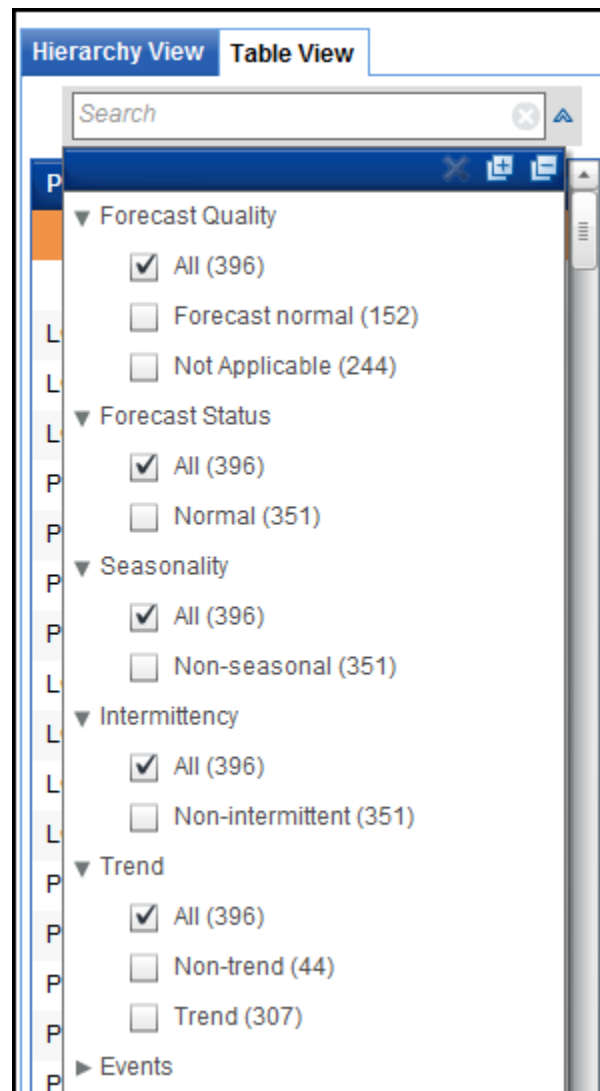 Hierarchy View Table View
Search
P
Forecast Quality
All (396)
Forecast normal (152)
Not Applicable (244)
Forecast Status
All (396)
Normal (351)
Seasonality
All (396)
Non-seasonal (351)
Intermittency
All (396)
Non-intermittent (351)
Trend
All (396)
Non-trend (44)
Trend (307)
Events